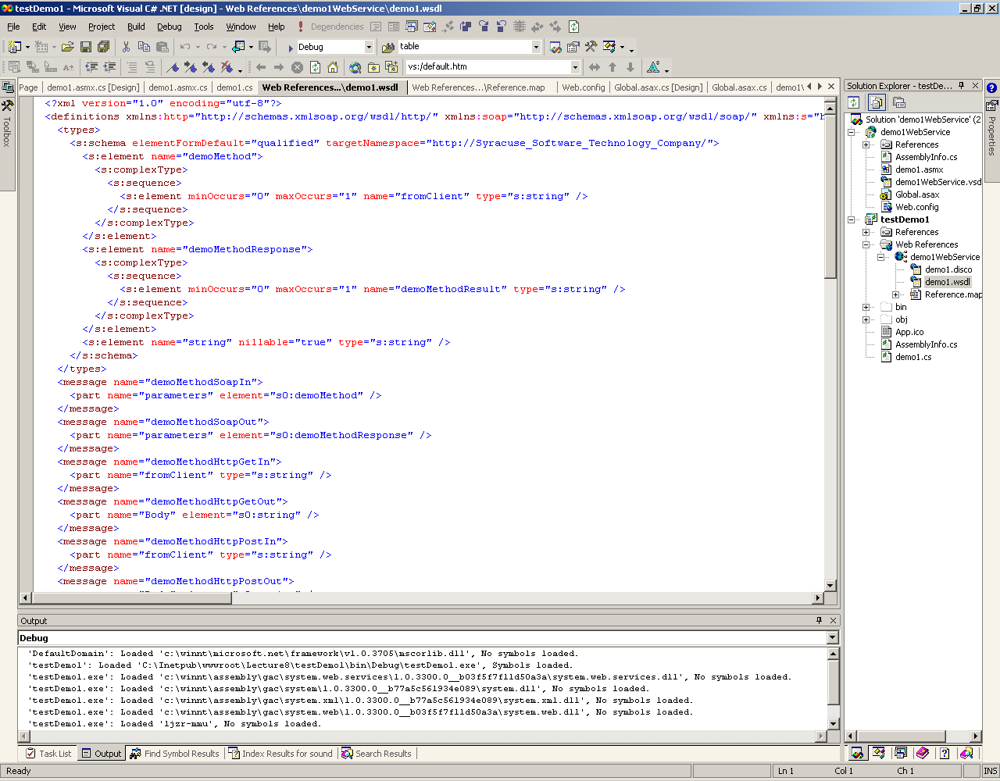 testDemo1 - Microsoft Visual C# .NET [design] - Web References\demo1WebService\demo1.wsdl
File Edit View Project Build Debug Tools Window Help Dependencies
Debug table
vs:/default.htm
Page demo1.asmx.cs [Design] demo1.asmx.cs demo1.cs Web References...\demo1.wsdl Web References...\Reference.map Web.config Global.asax.cs [Design] Global.asax.cs demo1\
Toolbox
<?xml version="1.0" encoding="utf-8"?>
<definitions xmlns:http="http://schemas.xmlsoap.org/wsdl/http/" xmlns:soap="http://schemas.xmlsoap.org/wsdl/soap/" xmlns:s="h
<types>
<s:schema elementFormDefault="qualified" targetNamespace="http://Syracuse_Software_Technology_Company/">
<s:element name="demoMethod">
<s:complexType>
<s:sequence>
<s:element minOccurs="0" maxOccurs="1" name="fromClient" type="s:string" />
</s:sequence>
</s:complexType>
</s:element>
<s:element name="demoMethodResponse">
<s:complexType>
<s:sequence>
<s:element minOccurs="0" maxOccurs="1" name="demoMethodResult" type="s:string" />
</s:sequence>
</s:complexType>
</s:element>
<s:element name="string" nillable="true" type="s:string" />
</s:schema>
</types>
<message name="demoMethodSoapIn">
<part name="parameters" element="s0:demoMethod" />
</message>
<message name="demoMethodSoapOut">
<part name="parameters" element="s0:demoMethodResponse" />
</message>
<message name="demoMethodHttpGetIn">
<part name="fromClient" type="s:string" />
</message>
<message name="demoMethodHttpGetOut">
<part name="Body" element="s0:string" />
</message>
<message name="demoMethodHttpPostIn">
<part name="fromClient" type="s:string" />
</message>
<message name="demoMethodHttpPostOut">
Solution Explorer - testDe...
Solution 'demo1WebService' (2
demo1WebService
References
AssemblyInfo.cs
demo1.asmx
demo1WebService.vsd
Global.asax
Web.config
testDemo1
References
Web References
demo1WebService
demo1.disco
demo1.wsdl
Reference.map
bin
obj
App.ico
AssemblyInfo.cs
demo1.cs
Properties
Output
Debug
'DefaultDomain': Loaded 'c:\winnt\microsoft.net\framework\v1.0.3705\mscorlib.dll', No symbols loaded.
'testDemo1': Loaded 'C:\Inetpub\wwwroot\Lecture8\testDemo1\bin\Debug\testDemo1.exe', Symbols loaded.
'testDemo1.exe': Loaded 'c:\winnt\assembly\gac\system.web.services\1.0.3300.0__b03f5f7f11d50a3a\system.web.services.dll', No symbols loaded.
'testDemo1.exe': Loaded 'c:\winnt\assembly\gac\system\1.0.3300.0__b77a5c561934e089\system.dll', No symbols loaded.
'testDemo1.exe': Loaded 'c:\winnt\assembly\gac\system.xml\1.0.3300.0__b77a5c561934e089\system.xml.dll', No symbols loaded.
'testDemo1.exe': Loaded 'c:\winnt\assembly\gac\system.web\1.0.3300.0__b03f5f7f11d50a3a\system.web.dll', No symbols loaded.
'testDemo1.exe': Loaded 'ljzr-mmu', No symbols loaded.
Task List Output Find Symbol Results Index Results for sound Search Results
Ready Ln 1 Col 1 Ch 1 INS